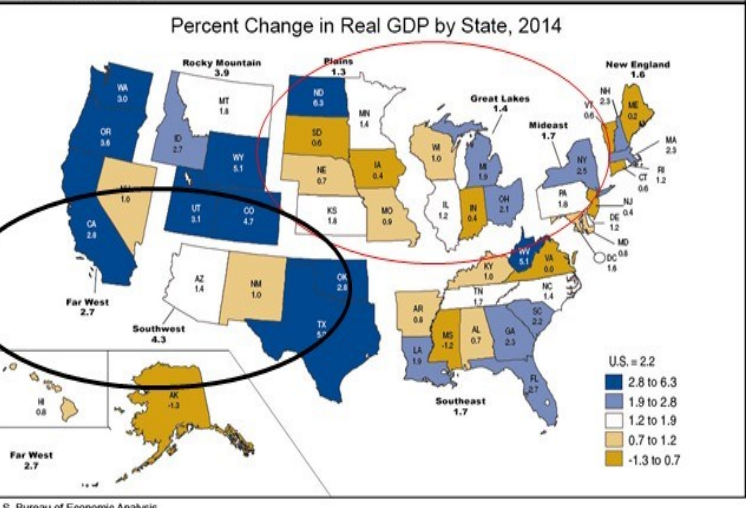 Percent Change in Real GDP by State, 2014
Rocky Mountain
3.9
Plains
1.3
New England
1.6
Great Lakes
1.4
Mideast
1.7
Far West
2.7
Southwest
4.3
Southeast
1.7
WA
3.0
OR
3.6
CA
2.8
1.0
ID
2.7
MT
1.8
WY
5.1
UT
3.1
CO
4.7
AZ
1.4
NM
1.0
ND
6.3
SD
0.6
NE
0.7
KS
1.8
OK
2.8
TX
MN
1.4
IA
0.4
MO
0.9
WI
1.0
IL
1.2
MI
1.9
IN
0.4
OH
2.1
KY
1.0
TN
1.7
AR
0.8
LA
1.9
MS
-1.2
AL
0.7
GA
2.3
FL
2.7
SC
2.2
NC
1.4
VA
0.0
WV
5.1
PA
1.8
NY
2.5
VT
0.6
NH
2.3
ME
0.2
MA
2.3
RI
1.2
CT
0.6
NJ
0.4
DE
1.2
MD
0.8
DC
1.6
HI
0.8
AK
-1.3
Far West
2.7
U.S. = 2.2
2.8 to 6.3
1.9 to 2.8
1.2 to 1.9
0.7 to 1.2
-1.3 to 0.7
S. Bureau of Economic Analysis